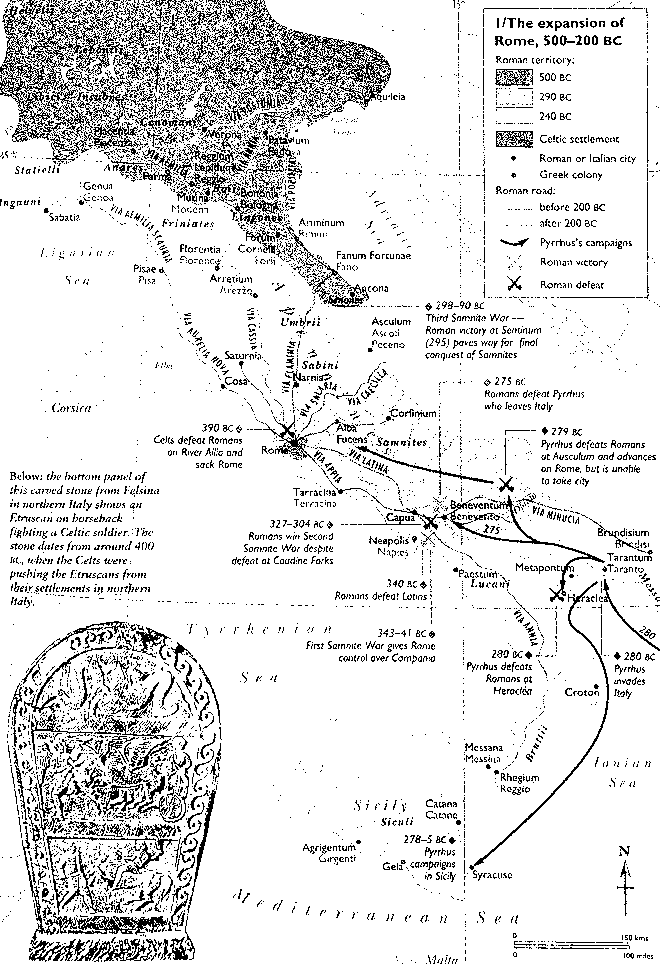 1/The expansion of
Rome, 500–200 BC
Roman territory:
500 BC
290 BC
240 BC
Celtic settlement
Roman or Italian city
Greek colony
Roman road:
before 200 BC
after 200 BC
Pyrrhus's campaigns
Roman victory
Roman defeat
Aquileia
Cenomani
Verona
Patavium
Padova
Statielli
Genua
Genoa
Sabatia
VIA AEMILIA SCAURIA
Parma
Mutina
Modena
Bononia
Bologna
Lingones
Friniates
Forum
Cornelii
Forlì
Ariminum
Rimini
Fanum Fortunae
Fano
Ancona
Adriatic
Sea
Ligurian
Sea
Pisae
Pisa
Florentia
Florence
Arretium
Arezzo
Umbrii
Asculum
Ascoli
Piceno
298–90 BC
Third Samnite War —
Roman victory at Sentinum
(295) paves way for final
conquest of Samnites
VIA AURELIA NOVA
VIA CASSIA
VIA FLAMINIA
Saturnia
Cosa
Elba
Sabini
Narnia
VIA SALARIA
VIA CAECILIA
Corfinium
Corsica
275 BC
Romans defeat Pyrrhus
who leaves Italy
390 BC
Celts defeat Romans
on River Allia and
sack Rome
Rome
Alba
Fucens
Samnites
279 BC
Pyrrhus defeats Romans
at Ausculum and advances
on Rome, but is unable
to take city
VIA APPIA
VIA LATINA
Tarracina
Terracina
Below: the bottom panel of
this carved stone from Felsina
in northern Italy shows an
Etruscan on horseback
fighting a Celtic soldier. The
stone dates from around 400
BC, when the Celts were
pushing the Etruscans from
their settlements in northern
Italy.
327–304 BC
Romans win Second
Samnite War despite
defeat at Caudine Forks
Capua
Beneventum
Benevento
275
VIA MINUCIA
Neapolis
Naples
Brundisium
Brindisi
Tarantum
Taranto
Metapontum
Heraclea
Paestum
Lucani
340 BC
Romans defeat Latins
343–41 BC
First Samnite War gives Rome
control over Campania
VIA ANNIA
280 BC
Pyrrhus defeats
Romans at
Heraclea
280
280 BC
Pyrrhus
invades
Italy
Croton
Tyrrhenian
Sea
Messana
Messina
Rhegium
Reggio
Bruttii
Ionian
Sea
Sicily
Siculi
Catana
Catane
Agrigentum
Girgenti
278–5 BC
Pyrrhus
campaigns
in Sicily
Gela
Syracuse
Mediterranean Sea
Malta
N
0 150 kms
0 100 miles